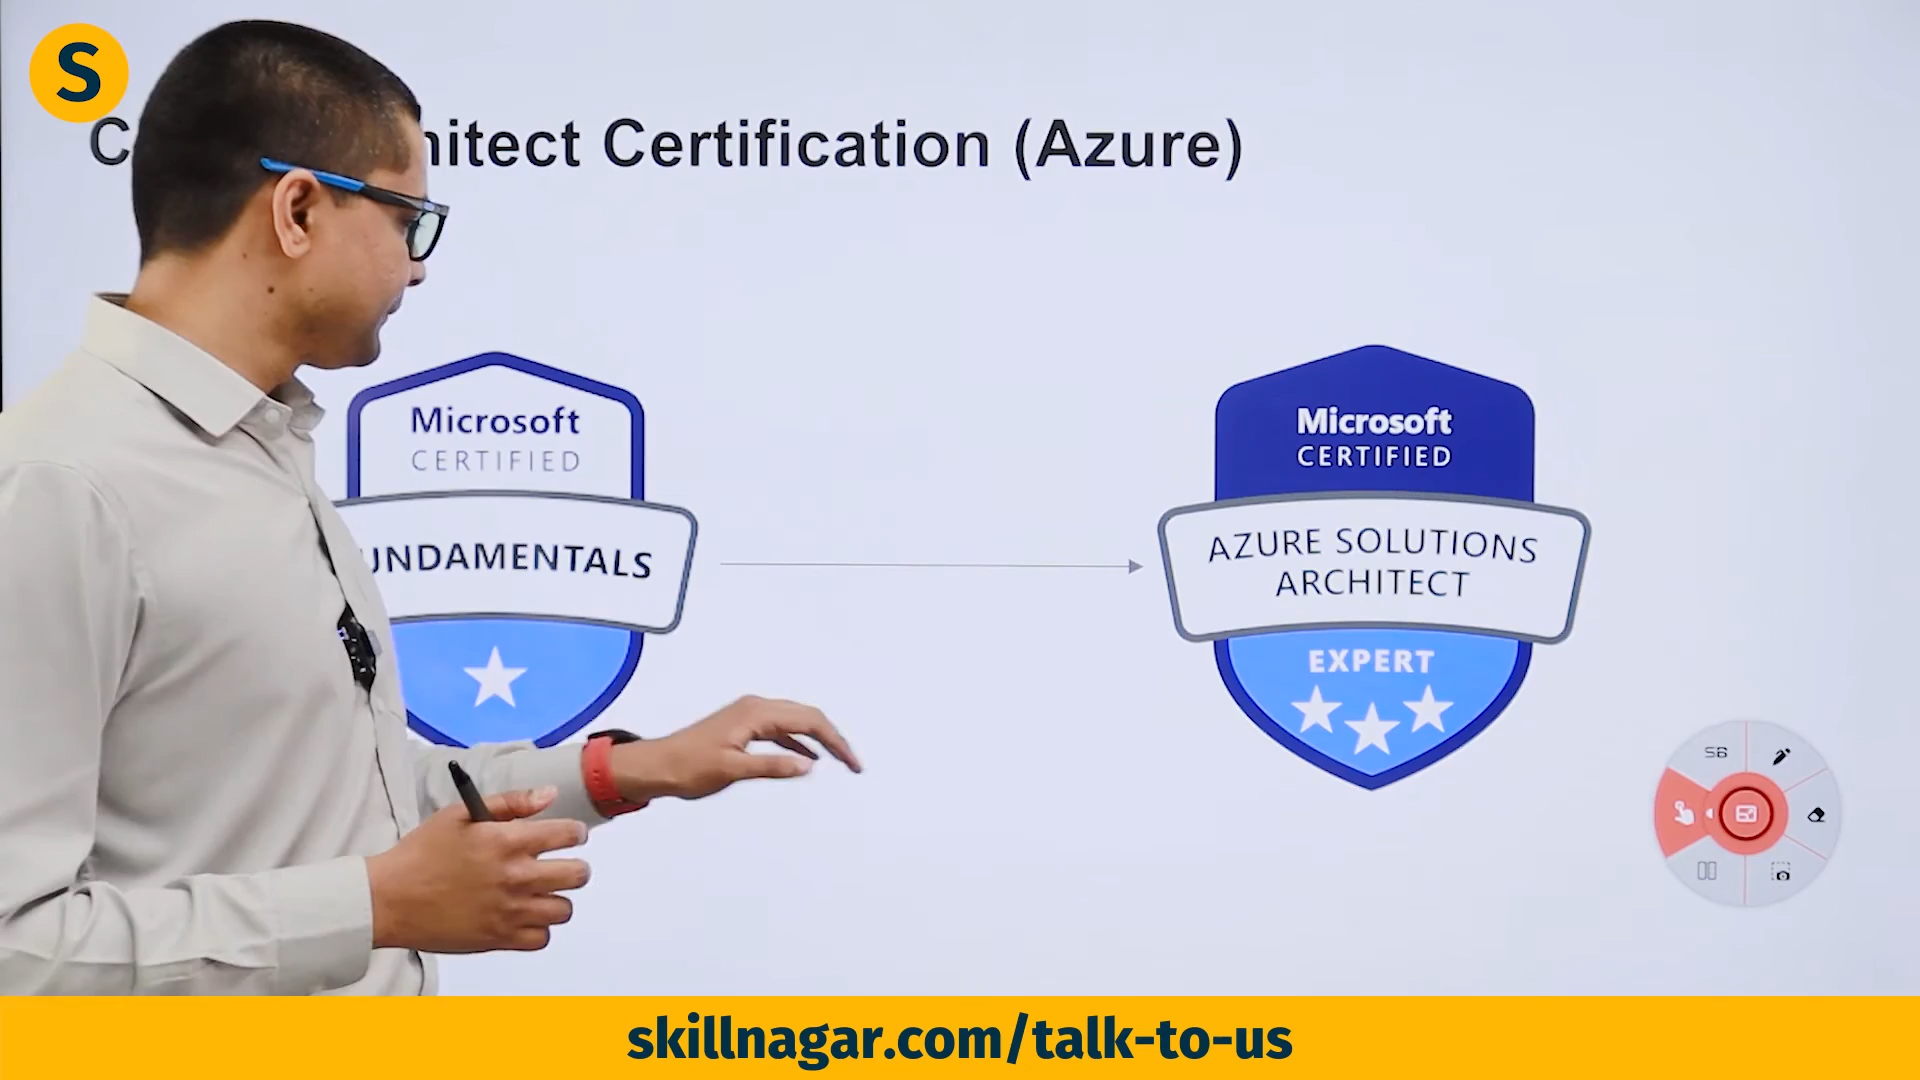 S
hitect Certification (Azure)
Microsoft
CERTIFIED
UNDAMENTALS
Microsoft
CERTIFIED
AZURE SOLUTIONS
ARCHITECT
EXPERT
skillnagar.com/talk-to-us